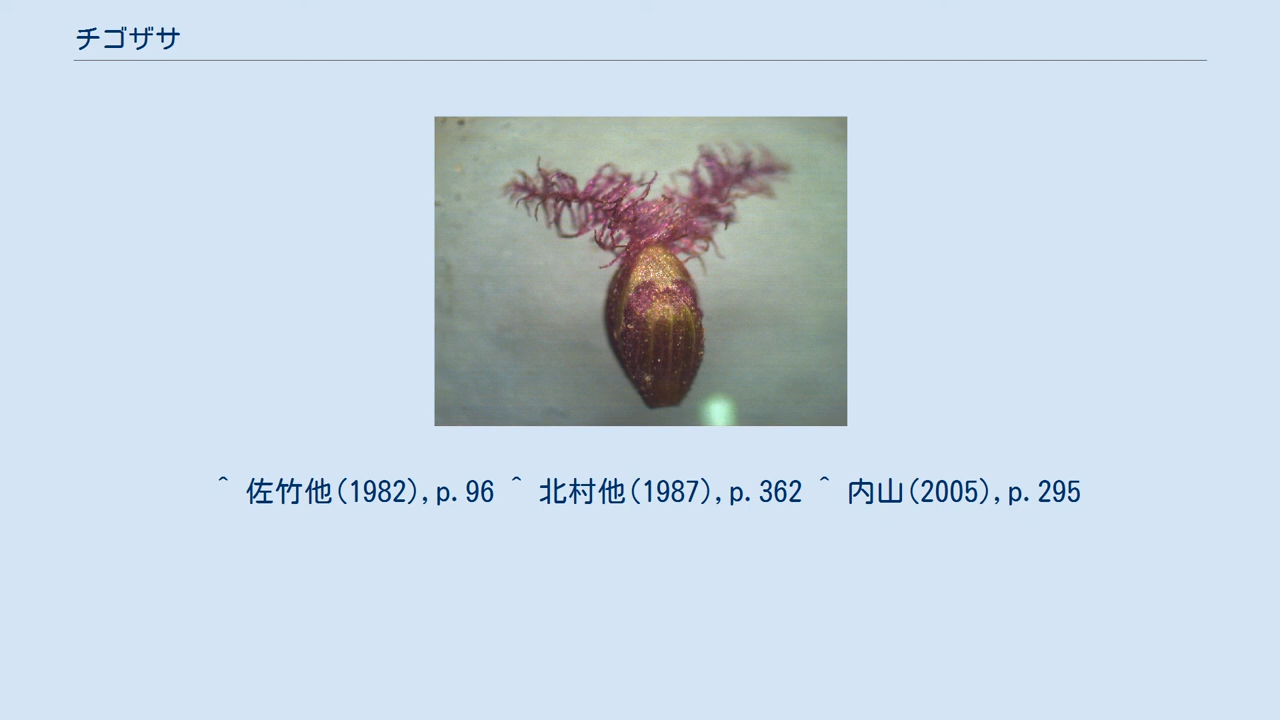 チゴザサ
^ 佐竹他(1982),p.96 ^ 北村他(1987),p.362 ^ 内山(2005),p.295